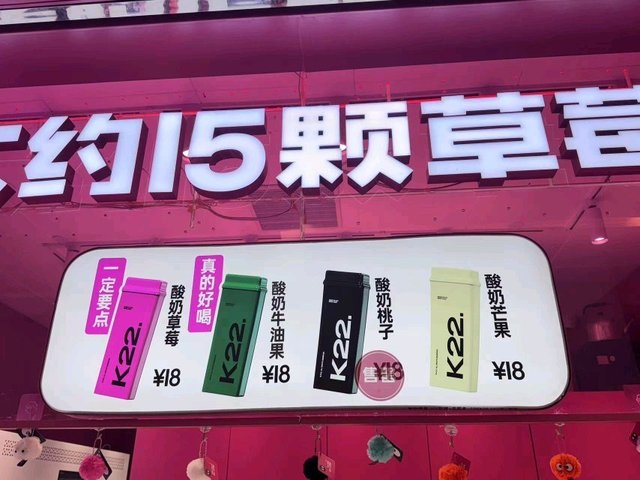 约15颗草莓
一定要点
酸奶草莓
K22.
¥18
真的好喝
酸奶牛油果
K22.
¥18
酸奶桃子
K22.
¥18
售
酸奶芒果
K22.
¥18